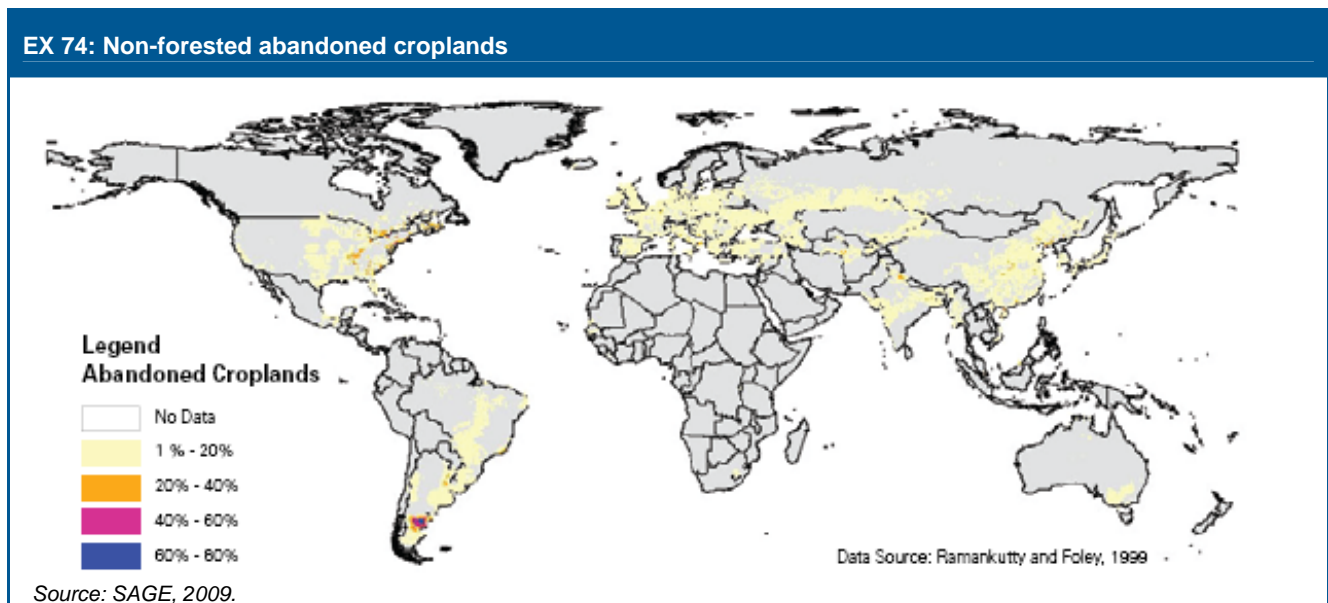 EX 74: Non-forested abandoned croplands
Legend
Abandoned Croplands
No Data
1 % - 20%
20% - 40%
40% - 60%
60% - 80%
Data Source: Ramankutty and Foley, 1999
Source: SAGE, 2009.